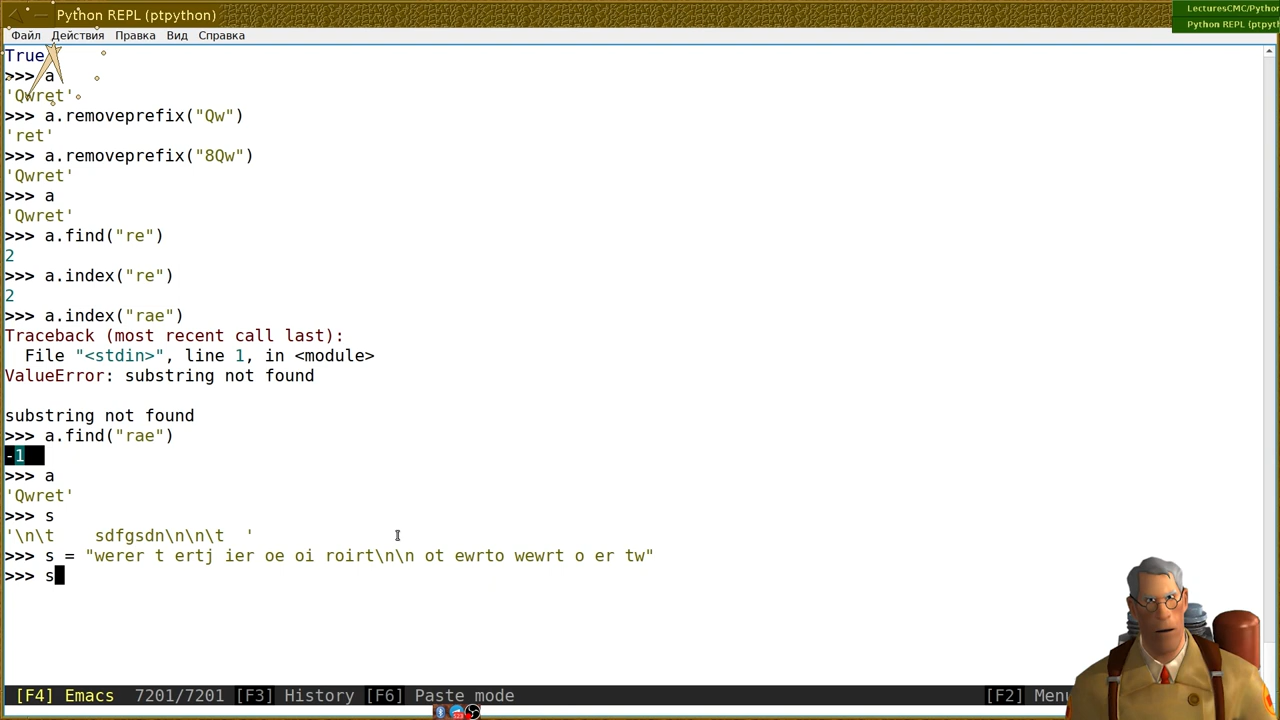 Python REPL (ptpython)
LecturesCMC/Python
Python REPL (ptpyth
Файл Действия Правка Вид Справка
True
>>> a
'Qwret'
>>> a.removeprefix("Qw")
'ret'
>>> a.removeprefix("8Qw")
'Qwret'
>>> a
'Qwret'
>>> a.find("re")
2
>>> a.index("re")
2
>>> a.index("rae")
Traceback (most recent call last):
  File "<stdin>", line 1, in <module>
ValueError: substring not found
substring not found
>>> a.find("rae")
-1
>>> a
'Qwret'
>>> s
'\n\t    sdfgsdn\n\n\t  '
>>> s = "werer t ertj ier oe oi roirt\n\n ot ewrto wewrt o er tw"
>>> s
[F4] Emacs  7201/7201 [F3] History [F6] Paste mode [F2] Menu